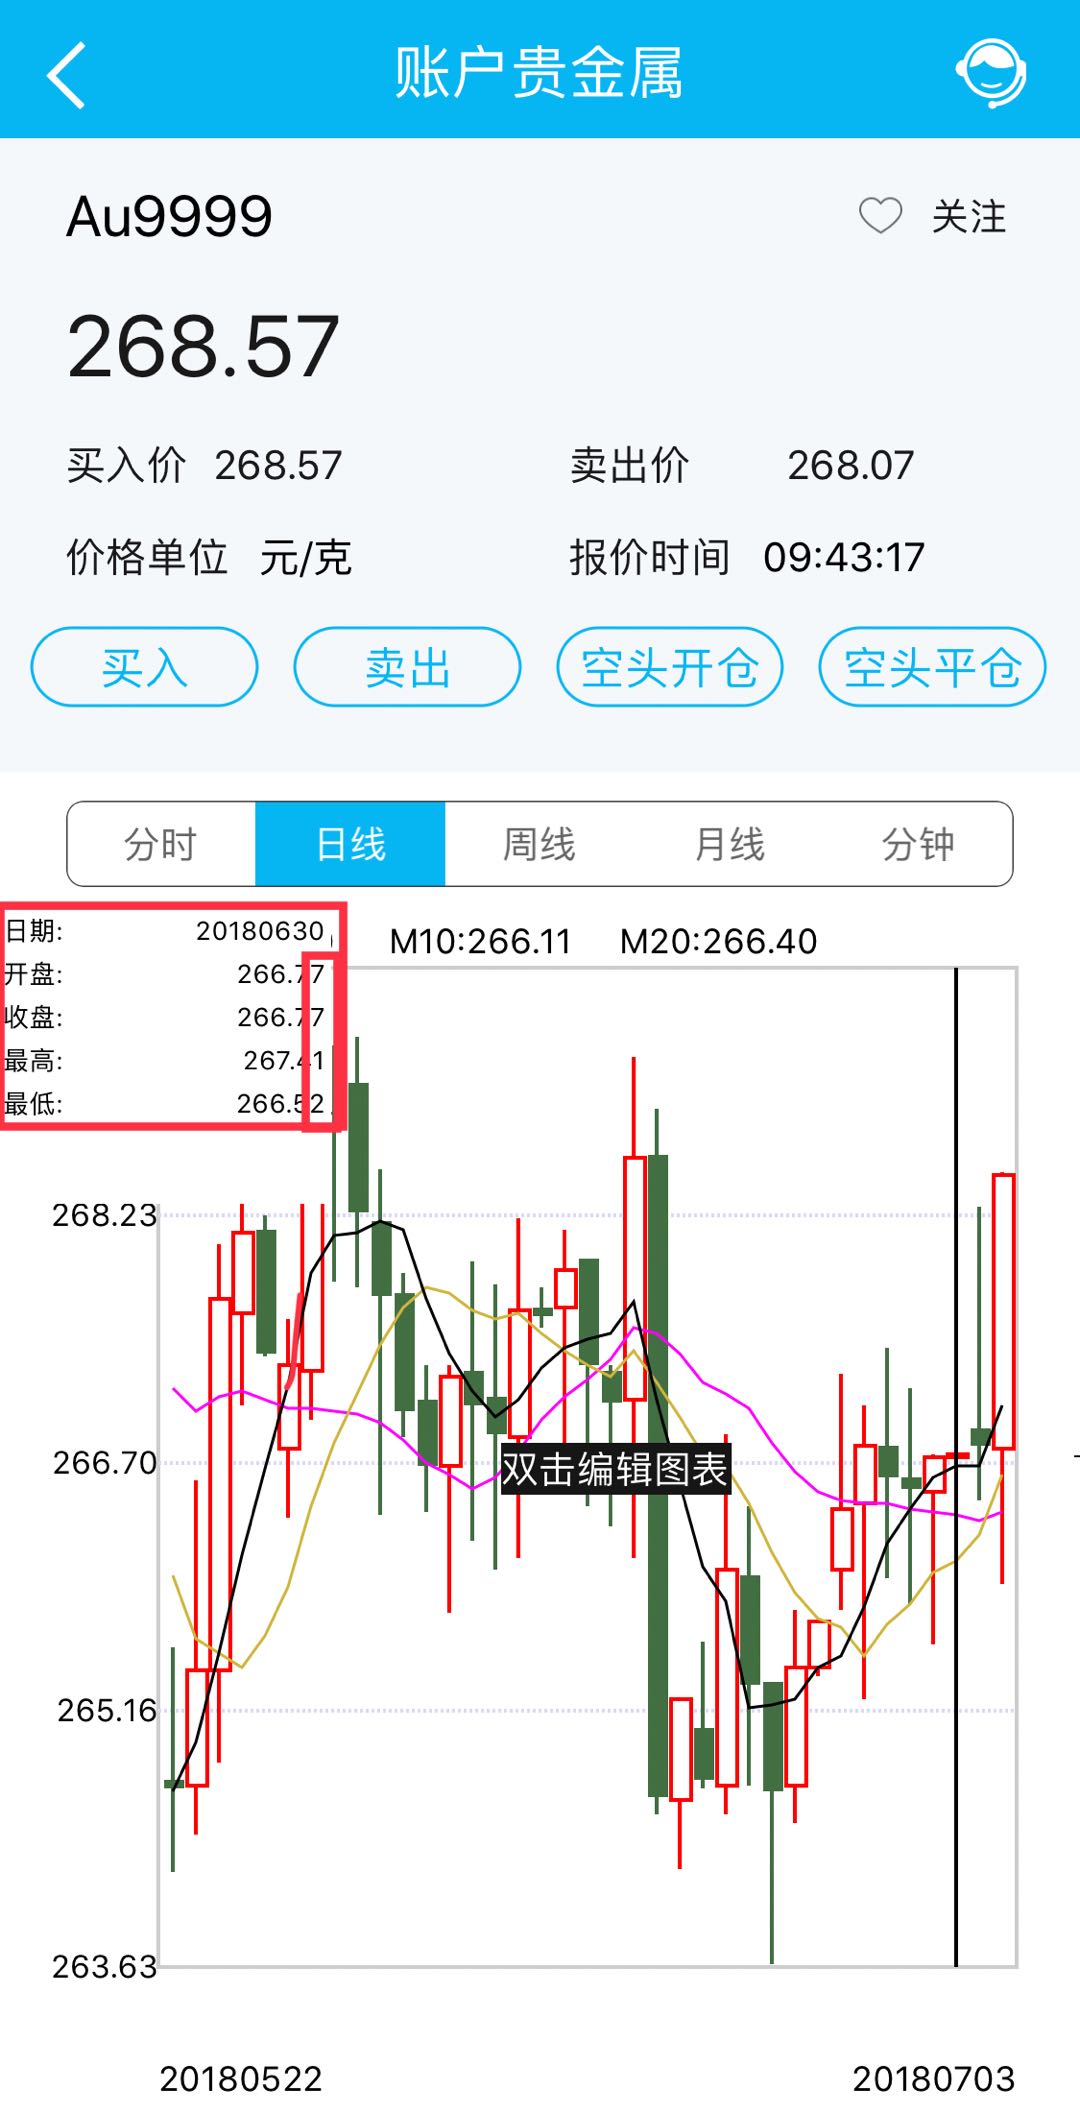 账户贵金属
Au9999
关注
268.57
买入价 268.57 卖出价 268.07
价格单位 元/克 报价时间 09:43:17
买入 卖出 空头开仓 空头平仓
分时 日线 周线 月线 分钟
日期: 20180630
M10:266.11 M20:266.40
开盘: 266.77
收盘: 266.77
最高: 267.41
最低: 266.52
268.23
266.70
双击编辑图表
265.16
263.63
20180522 20180703